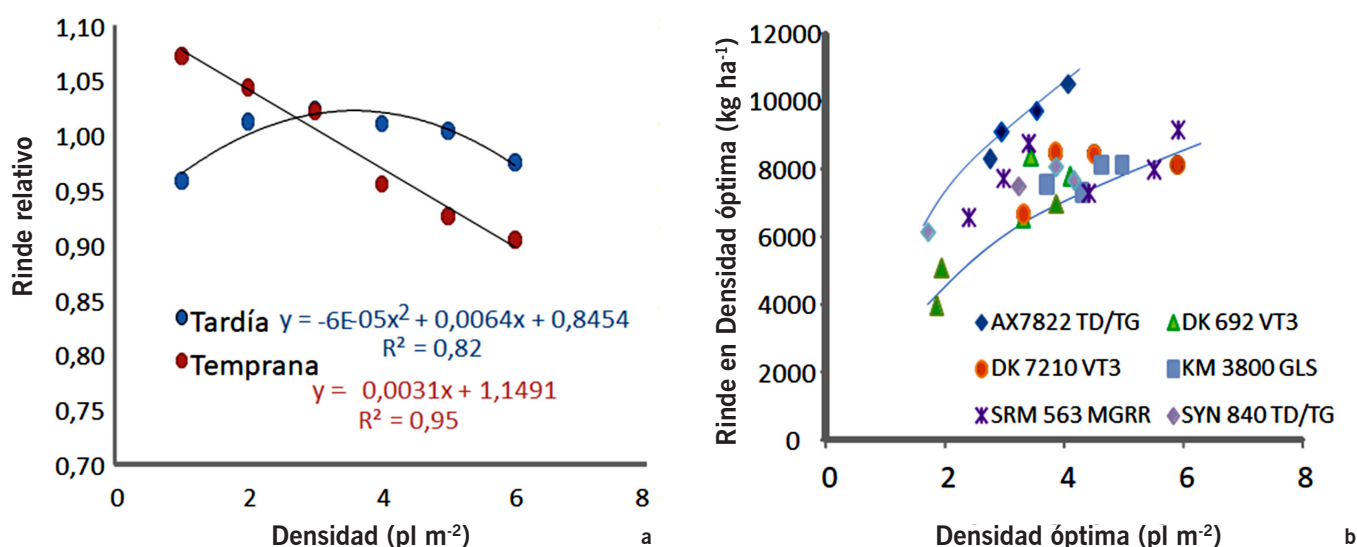 Rinde relativo
1,10
1,05
1,00
0,95
0,90
0,85
0,80
0,75
0,70
Tardía y = -6E-05x² + 0,0064x + 0,8454
R² = 0,82
Temprana
y = 0,0031x + 1,1491
R² = 0,95
0 2 4 6 8
Densidad (pl m-²)
a
Rinde en Densidad óptima (kg ha-¹)
12000
10000
8000
6000
4000
2000
0
AX7822 TD/TG DK 692 VT3
DK 7210 VT3 KM 3800 GLS
SRM 563 MGRR SYN 840 TD/TG
0 2 4 6 8
Densidad óptima (pl m-²)
b